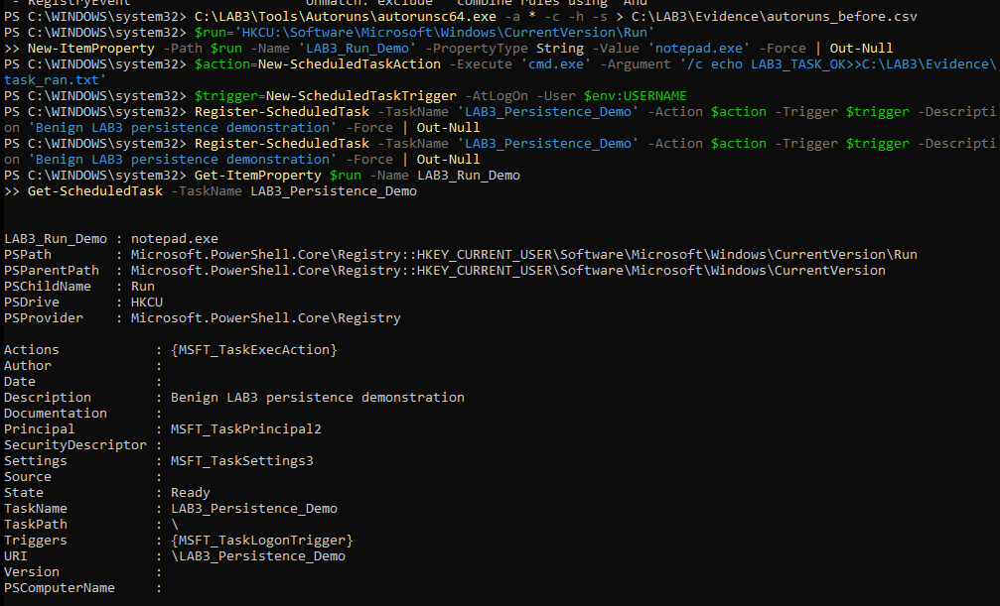 - RegistryEvent onmatch: exclude combine rules using And
PS C:\WINDOWS\system32> C:\LAB3\Tools\Autoruns\autorunsc64.exe -a * -c -h -s > C:\LAB3\Evidence\autoruns_before.csv
PS C:\WINDOWS\system32> $run='HKCU:\Software\Microsoft\Windows\CurrentVersion\Run'
>> New-ItemProperty -Path $run -Name 'LAB3_Run_Demo' -PropertyType String -Value 'notepad.exe' -Force | Out-Null
PS C:\WINDOWS\system32> $action=New-ScheduledTaskAction -Execute 'cmd.exe' -Argument '/c echo LAB3_TASK_OK>>C:\LAB3\Evidence\
task_ran.txt'
PS C:\WINDOWS\system32> $trigger=New-ScheduledTaskTrigger -AtLogOn -User $env:USERNAME
PS C:\WINDOWS\system32> Register-ScheduledTask -TaskName 'LAB3_Persistence_Demo' -Action $action -Trigger $trigger -Descripti
on 'Benign LAB3 persistence demonstration' -Force | Out-Null
PS C:\WINDOWS\system32> Register-ScheduledTask -TaskName 'LAB3_Persistence_Demo' -Action $action -Trigger $trigger -Descripti
on 'Benign LAB3 persistence demonstration' -Force | Out-Null
PS C:\WINDOWS\system32> Get-ItemProperty $run -Name LAB3_Run_Demo
>> Get-ScheduledTask -TaskName LAB3_Persistence_Demo
LAB3_Run_Demo : notepad.exe
PSPath : Microsoft.PowerShell.Core\Registry::HKEY_CURRENT_USER\Software\Microsoft\Windows\CurrentVersion\Run
PSParentPath : Microsoft.PowerShell.Core\Registry::HKEY_CURRENT_USER\Software\Microsoft\Windows\CurrentVersion
PSChildName : Run
PSDrive : HKCU
PSProvider : Microsoft.PowerShell.Core\Registry
Actions : {MSFT_TaskExecAction}
Author :
Date :
Description : Benign LAB3 persistence demonstration
Documentation :
Principal : MSFT_TaskPrincipal2
SecurityDescriptor :
Settings : MSFT_TaskSettings3
Source :
State : Ready
TaskName : LAB3_Persistence_Demo
TaskPath : \
Triggers : {MSFT_TaskLogonTrigger}
URI : \LAB3_Persistence_Demo
Version :
PSComputerName :